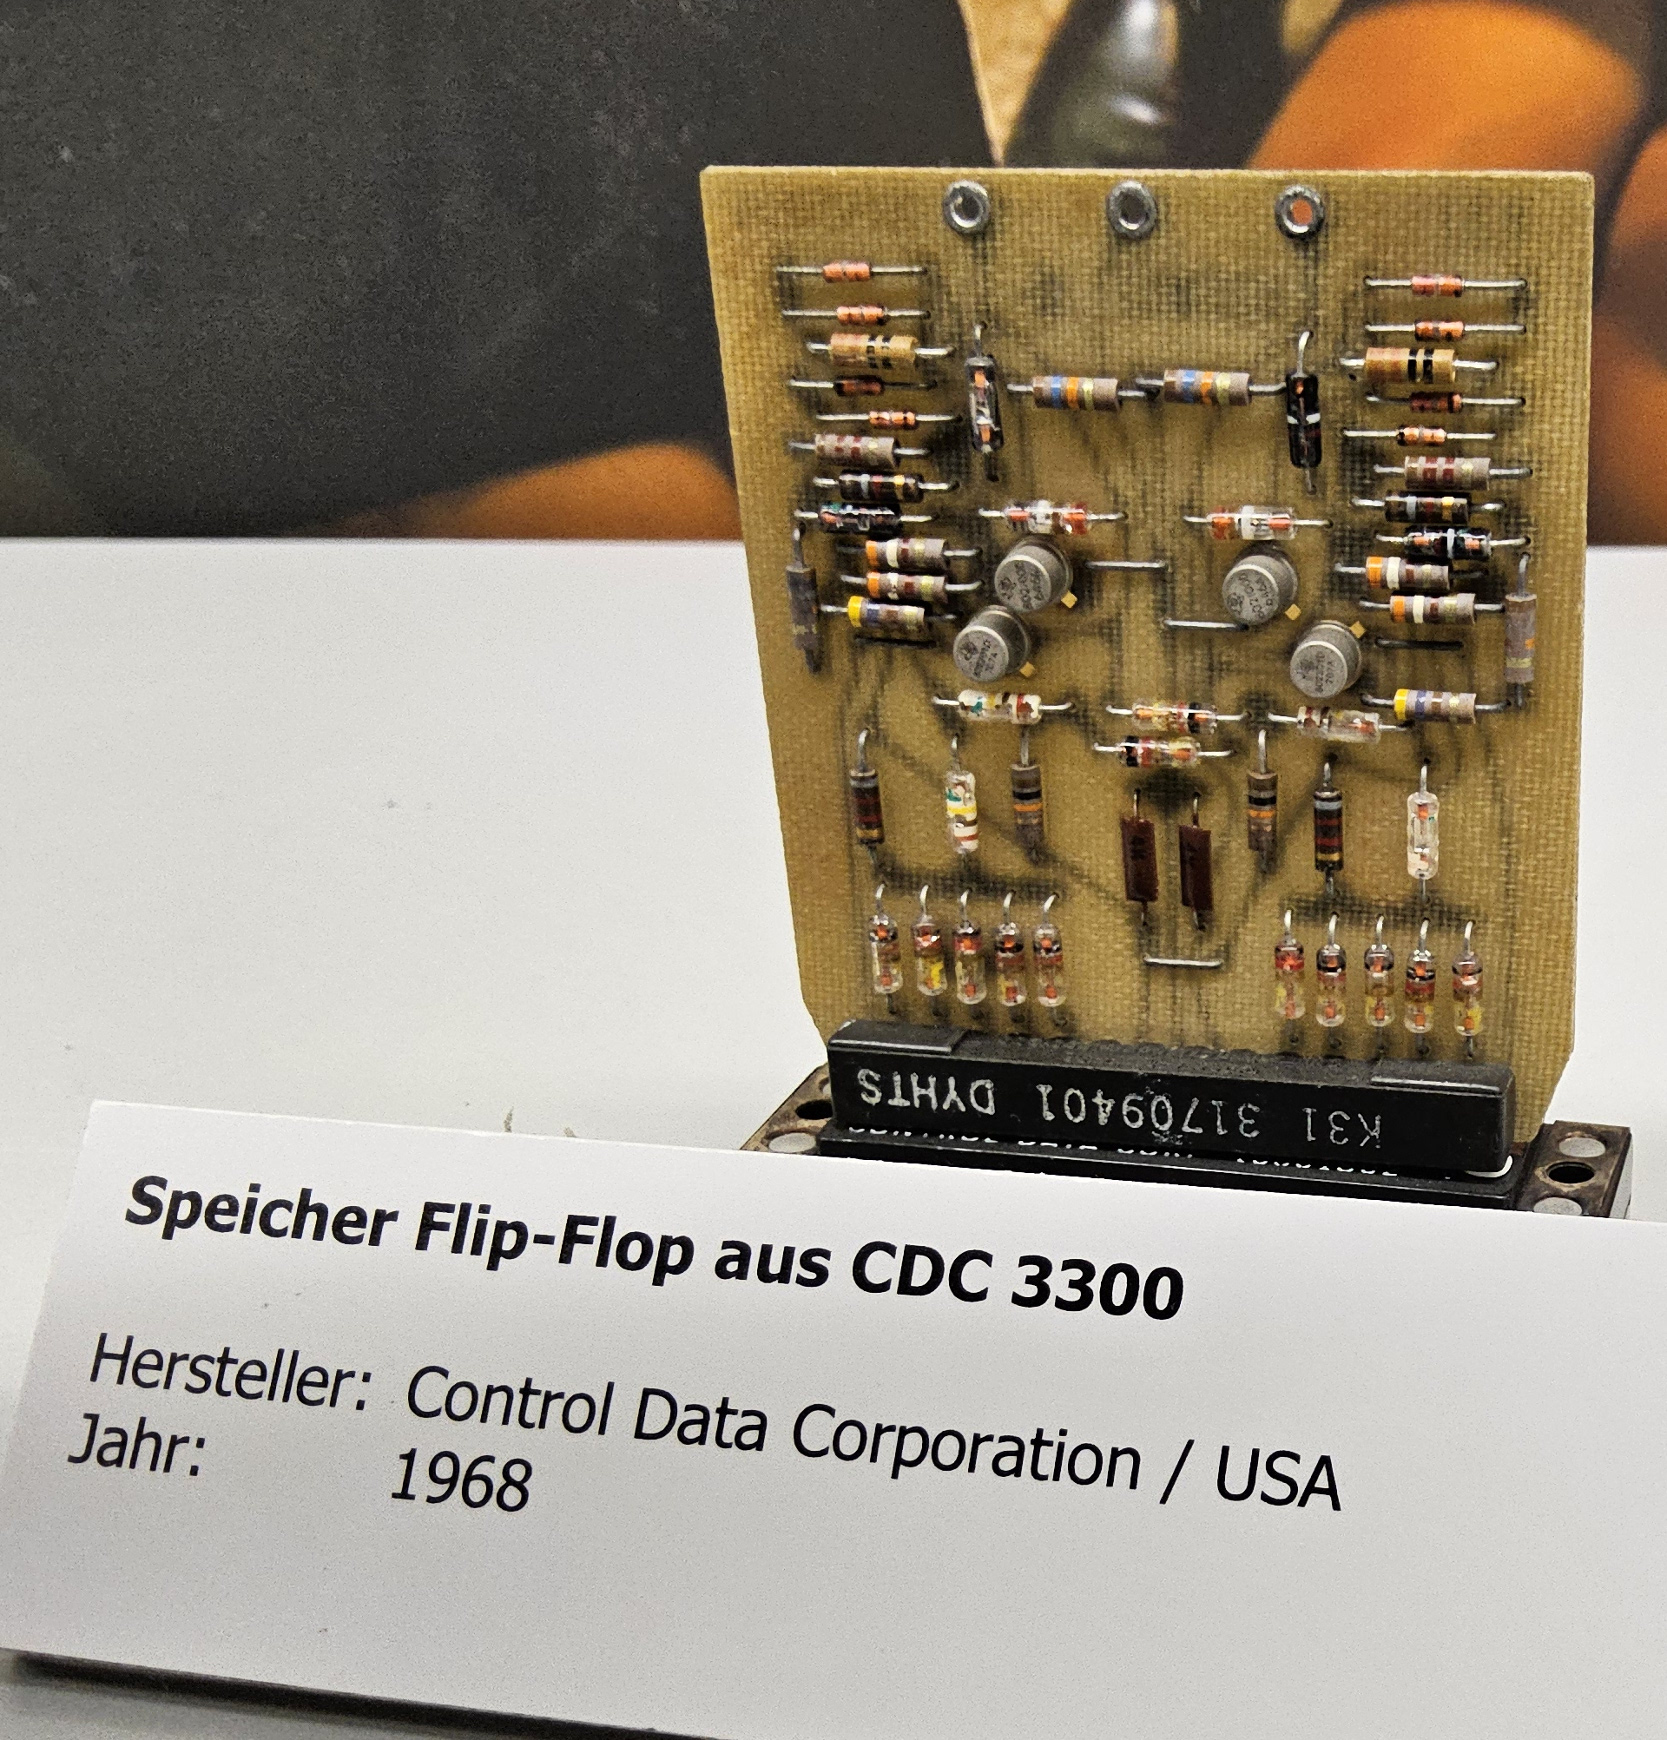 K31 31709401 DYHTS
Speicher Flip-Flop aus CDC 3300
Hersteller: Control Data Corporation / USA
Jahr: 1968